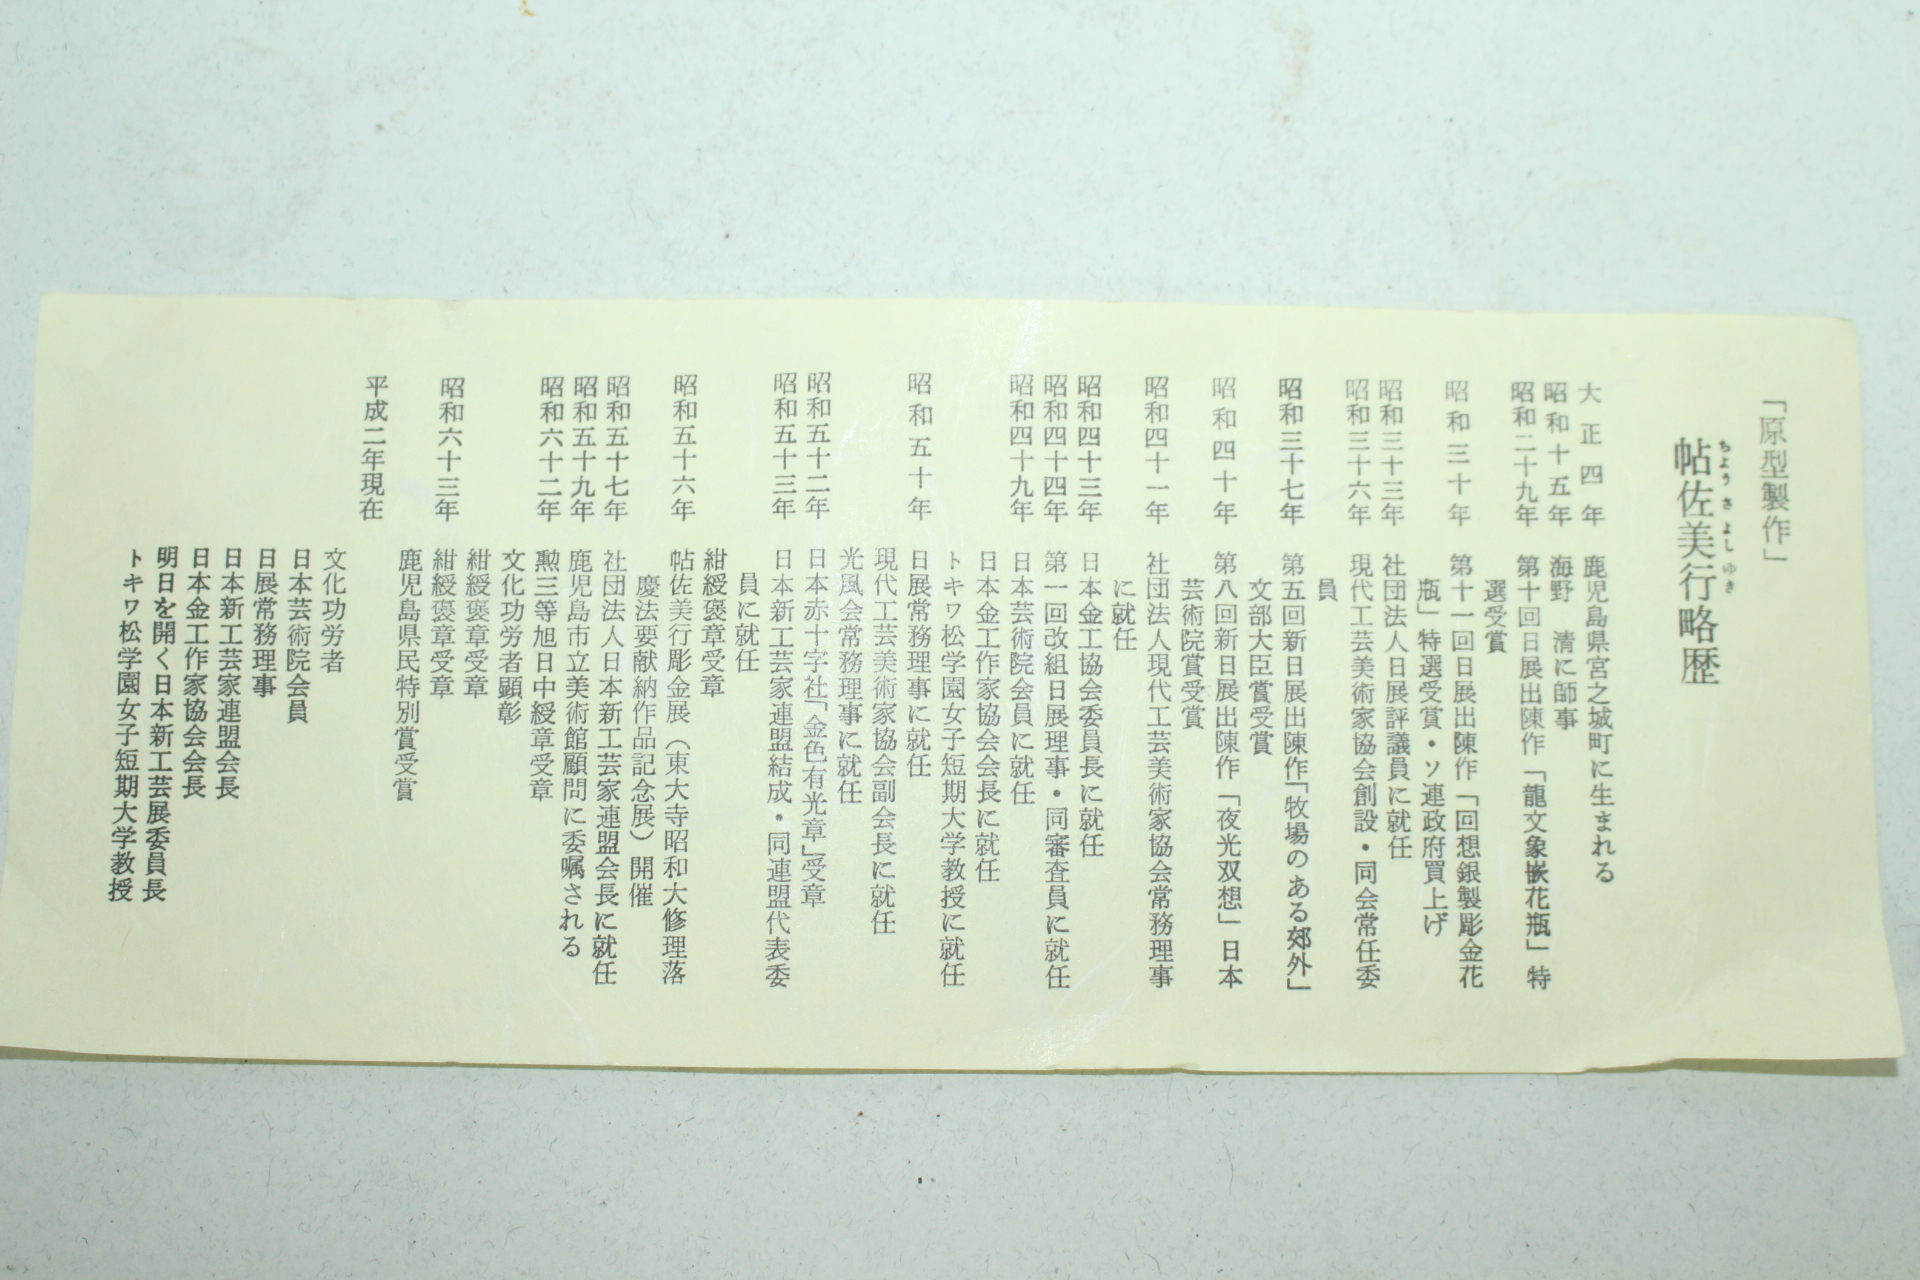 「原型製作」
ちょうさよしゆき
帖佐美行略歴
大正四年　鹿児島県宮之城町に生まれる
昭和十五年　海野　清に師事
昭和二十九年　第十回日展出陳作「龍文象嵌花瓶」特
選受賞
昭和三十年　第十一回日展出陳作「回想銀製彫金花
瓶」特選受賞・ソ連政府買上げ
昭和三十三年　社団法人日展評議員に就任
昭和三十六年　現代工芸美術家協会創設・同会常任委
員
昭和三十七年　第五回新日展出陳作「牧場のある郊外」
文部大臣賞受賞
昭和四十年　第八回新日展出陳作「夜光双想」日本
芸術院賞受賞
昭和四十一年　社団法人現代工芸美術家協会常務理事
に就任
昭和四十三年　日本金工協会委員長に就任
昭和四十四年　第一回改組日展理事・同審査員に就任
昭和四十九年　日本芸術院会員に就任
日本金工作家協会会長に就任
トキワ松学園女子短期大学教授に就任
昭和五十年　日展常務理事に就任
現代工芸美術家協会副会長に就任
光風会常務理事に就任
昭和五十二年　日本赤十字社「金色有光章」受章
昭和五十三年　日本新工芸家連盟結成・同連盟代表委
員に就任
紺綬褒章受章
昭和五十六年　帖佐美行彫金展（東大寺昭和大修理落
慶法要献納作品記念展）開催
昭和五十七年　社団法人日本新工芸家連盟会長に就任
昭和五十九年　鹿児島市立美術館顧問に委嘱される
昭和六十二年　勲三等旭日中綬章受章
文化功労者顕彰
紺綬褒章受章
昭和六十三年　紺綬褒章受章
鹿児島県民特別賞受賞
平成二年現在
文化功労者
日本芸術院会員
日展常務理事
日本新工芸家連盟会長
日本金工作家協会会長
明日を開く日本新工芸展委員長
トキワ松学園女子短期大学教授